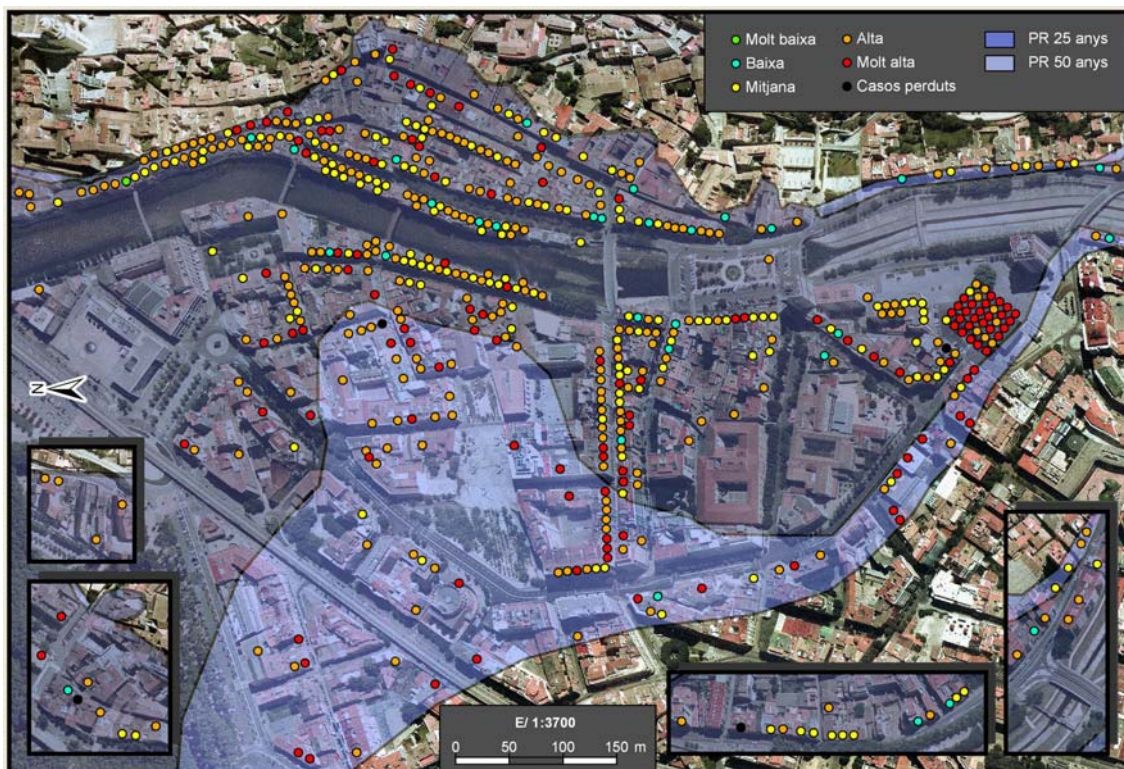 Molt baixa
Baixa
Mitjana
Alta
Molt alta
Casos perduts
PR 25 anys
PR 50 anys
N
E/ 1:3700
0 50 100 150 m